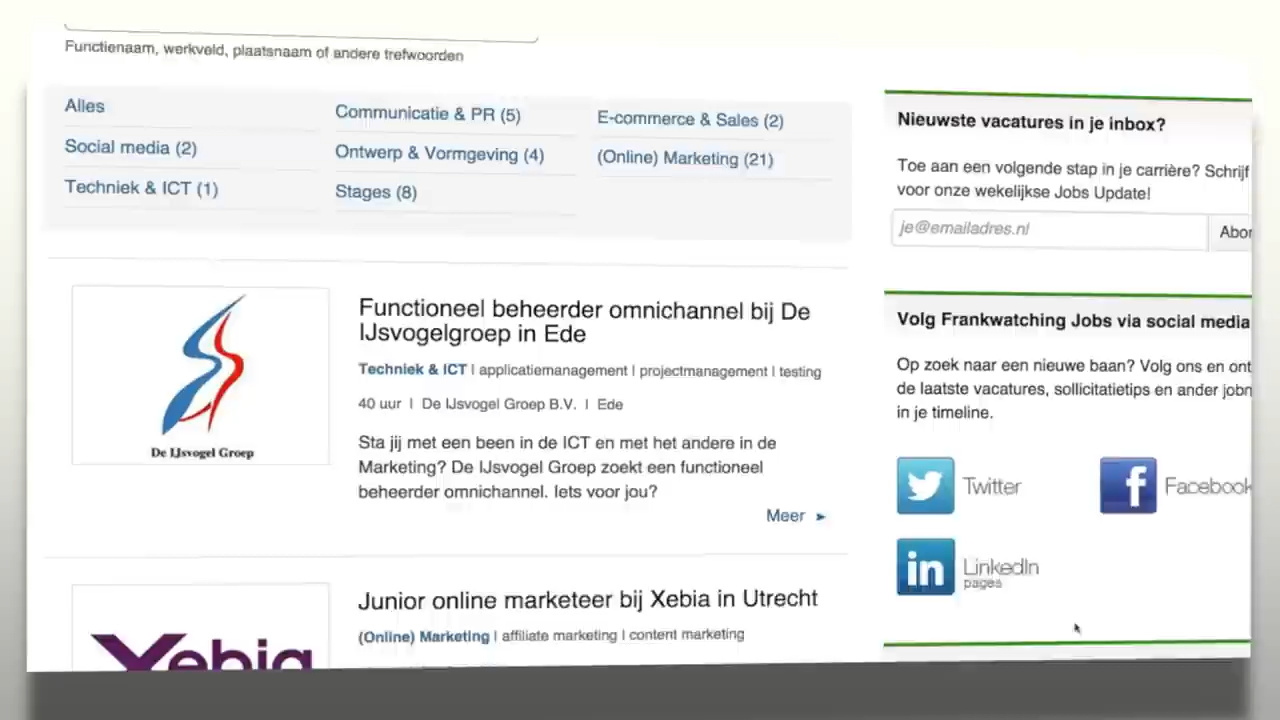 Functienaam, werkveld, plaatsnaam of andere trefwoorden
Alles
Communicatie & PR (5)
E-commerce & Sales (2)
Social media (2)
Ontwerp & Vormgeving (4)
(Online) Marketing (21)
Techniek & ICT (1)
Stages (8)
De IJsvogel Groep
Functioneel beheerder omnichannel bij De
IJsvogelgroep in Ede
Techniek & ICT | applicatiemanagement | projectmanagement | testing
40 uur | De IJsvogel Groep B.V. | Ede
Sta jij met een been in de ICT en met het andere in de
Marketing? De IJsvogel Groep zoekt een functioneel
beheerder omnichannel. Iets voor jou?
Meer ►
Xebia
Junior online marketeer bij Xebia in Utrecht
(Online) Marketing | affiliate marketing | content marketing
Nieuwste vacatures in je inbox?
Toe aan een volgende stap in je carrière? Schrijf
voor onze wekelijkse Jobs Update!
je@emailadres.nl
Abon
Volg Frankwatching Jobs via social media
Op zoek naar een nieuwe baan? Volg ons en ont
de laatste vacatures, sollicitatietips en ander jobn
in je timeline.
Twitter
f Facebook
in LinkedIn
pages